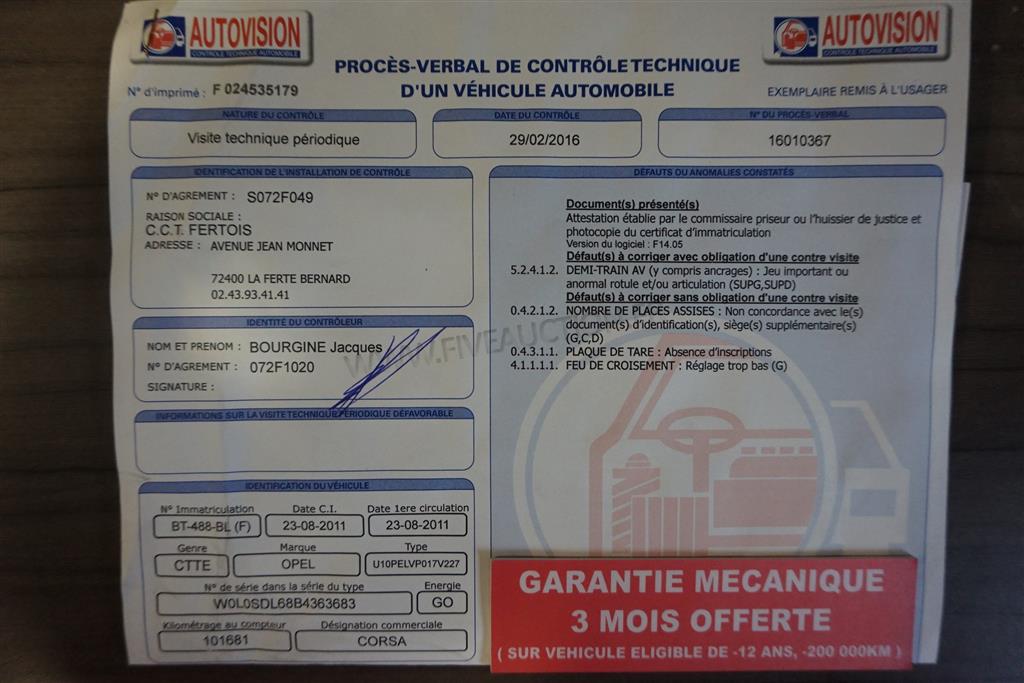 AUTOVISION
CONTROLE TECHNIQUE AUTOMOBILE
AUTOVISION
CONTROLE TECHNIQUE AUTOMOBILE
PROCÈS-VERBAL DE CONTRÔLE TECHNIQUE
D'UN VÉHICULE AUTOMOBILE
N° d'imprimé : F 024535179
EXEMPLAIRE REMIS À L'USAGER
NATURE DU CONTRÔLE
Visite technique périodique
DATE DU CONTRÔLE
29/02/2016
N° DU PROCÈS-VERBAL
16010367
IDENTIFICATION DE L'INSTALLATION DE CONTRÔLE
N° D'AGREMENT : S072F049
RAISON SOCIALE :
C.C.T. FERTOIS
ADRESSE : AVENUE JEAN MONNET
72400 LA FERTE BERNARD
02.43.93.41.41
IDENTITÉ DU CONTRÔLEUR
NOM ET PRENOM : BOURGINE Jacques
N° D'AGREMENT : 072F1020
SIGNATURE :
INFORMATIONS SUR LA VISITE TECHNIQUE PÉRIODIQUE DÉFAVORABLE
IDENTIFICATION DU VÉHICULE
N° Immatriculation Date C.I. Date 1ere circulation
BT-488-BL (F) 23-08-2011 23-08-2011
Genre Marque Type
CTTE OPEL U10PELVP017V227
N° de série dans la série du type Energie
W0L0SDL68B4363683 GO
Kilométrage au compteur Désignation commerciale
101681 CORSA
DÉFAUTS OU ANOMALIES CONSTATÉS
Document(s) présenté(s)
Attestation établie par le commissaire priseur ou l'huissier de justice et
photocopie du certificat d'immatriculation
Version du logiciel : F14.05
Défaut(s) à corriger avec obligation d'une contre visite
5.2.4.1.2. DEMI-TRAIN AV (y compris ancrages) : Jeu important ou
anormal rotule et/ou articulation (SUPG,SUPD)
Défaut(s) à corriger sans obligation d'une contre visite
0.4.2.1.2. NOMBRE DE PLACES ASSISES : Non concordance avec le(s)
document(s) d'identification(s), siège(s) supplémentaire(s)
(G,C,D)
0.4.3.1.1. PLAQUE DE TARE : Absence d'inscriptions
4.1.1.1.1. FEU DE CROISEMENT : Réglage trop bas (G)
GARANTIE MECANIQUE
3 MOIS OFFERTE
( SUR VEHICULE ELIGIBLE DE -12 ANS, -200 000KM )